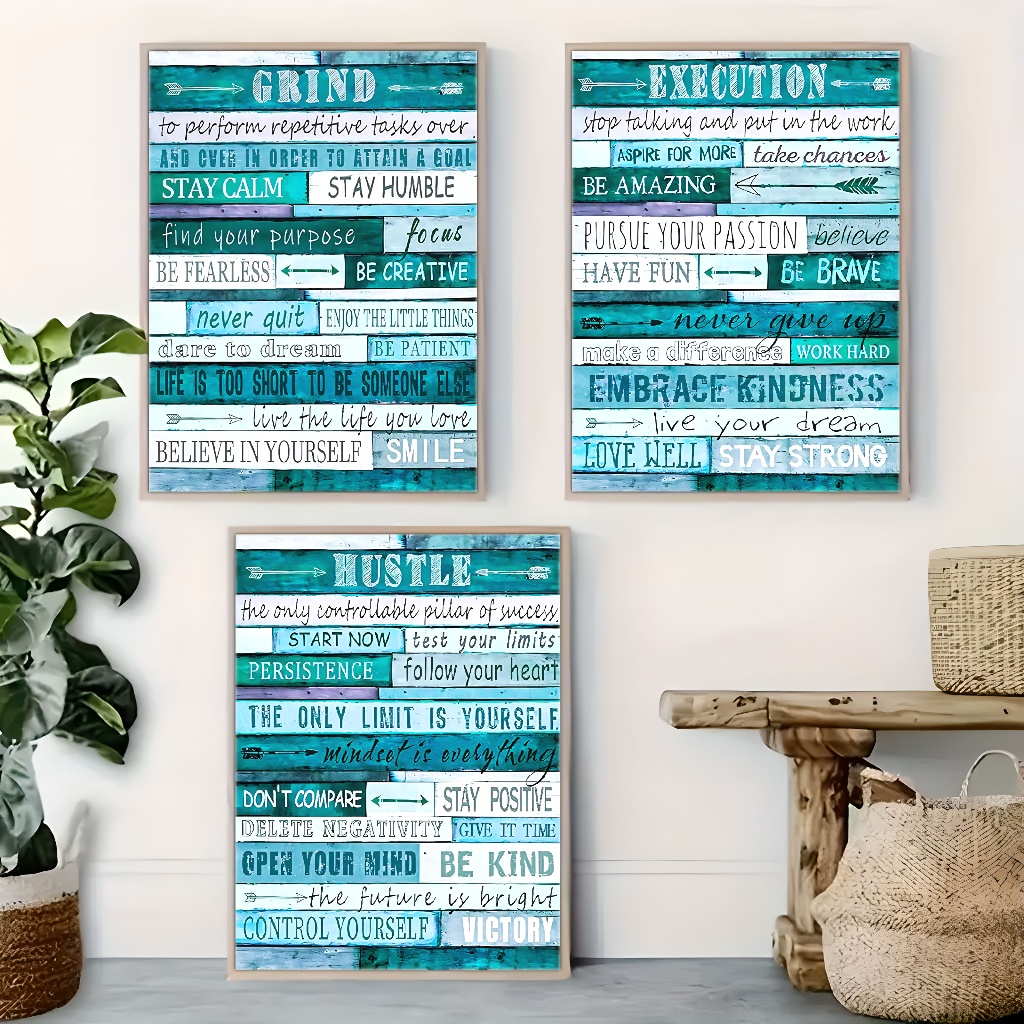 GRIND
to perform repetitive tasks over
AND OVER IN ORDER TO ATTAIN A GOAL
STAY CALM STAY HUMBLE
find your purpose focus
BE FEARLESS BE CREATIVE
never quit ENJOY THE LITTLE THINGS
dare to dream BE PATIENT
LIFE IS TOO SHORT TO BE SOMEONE ELSE
live the life you love
BELIEVE IN YOURSELF SMILE
EXECUTION
stop talking and put in the work.
ASPIRE FOR MORE take chances
BE AMAZING
PURSUE YOUR PASSION believe
HAVE FUN BE BRAVE
never give up
make a difference WORK HARD
EMBRACE KINDNESS
live your dream
LOVE WELL STAY STRONG
HUSTLE
the only controllable pillar of success.
START NOW test your limits
PERSISTENCE follow your heart
THE ONLY LIMIT IS YOURSELF
mindset is everything
DON'T COMPARE STAY POSITIVE
DELETE NEGATIVITY GIVE IT TIME
OPEN YOUR MIND BE KIND
the future is bright
CONTROL YOURSELF VICTORY